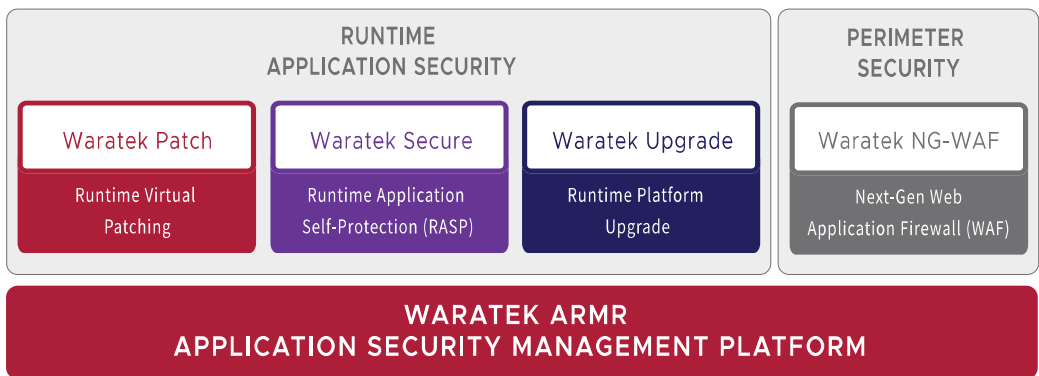 RUNTIME
APPLICATION SECURITY
Waratek Patch
Runtime Virtual
Patching
Waratek Secure
Runtime Application
Self-Protection (RASP)
Waratek Upgrade
Runtime Platform
Upgrade
PERIMETER
SECURITY
Waratek NG-WAF
Next-Gen Web
Application Firewall (WAF)
WARATEK ARMR
APPLICATION SECURITY MANAGEMENT PLATFORM